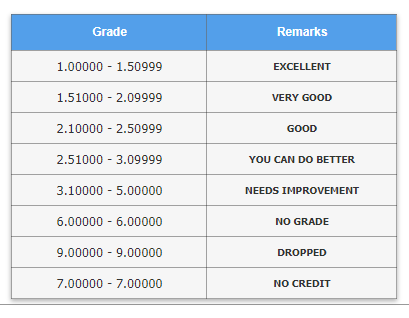 Grade Remarks
1.00000 - 1.50999 EXCELLENT
1.51000 - 2.09999 VERY GOOD
2.10000 - 2.50999 GOOD
2.51000 - 3.09999 YOU CAN DO BETTER
3.10000 - 5.00000 NEEDS IMPROVEMENT
6.00000 - 6.00000 NO GRADE
9.00000 - 9.00000 DROPPED
7.00000 - 7.00000 NO CREDIT